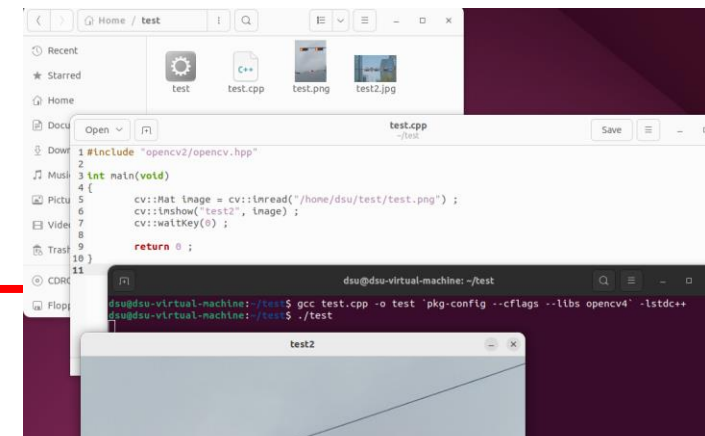 Home / test
Recent
Starred
Home
Docu
Down
Music
Pictu
Vide
Trash
CDRO
Flopp
C++
test
test.cpp
test.png
test2.jpg
Open
test.cpp
~/test
Save
1 #include "opencv2/opencv.hpp"
2
3 int main(void)
4 {
5 cv::Mat image = cv::imread("/home/dsu/test/test.png") ;
6 cv::imshow("test2", image) ;
7 cv::waitKey(0) ;
8
9 return 0 ;
10 }
11
dsu@dsu-virtual-machine: ~/test
dsu@dsu-virtual-machine:~/test$ gcc test.cpp -o test `pkg-config --cflags --libs opencv4` -lstdc++
dsu@dsu-virtual-machine:~/test$ ./test
test2